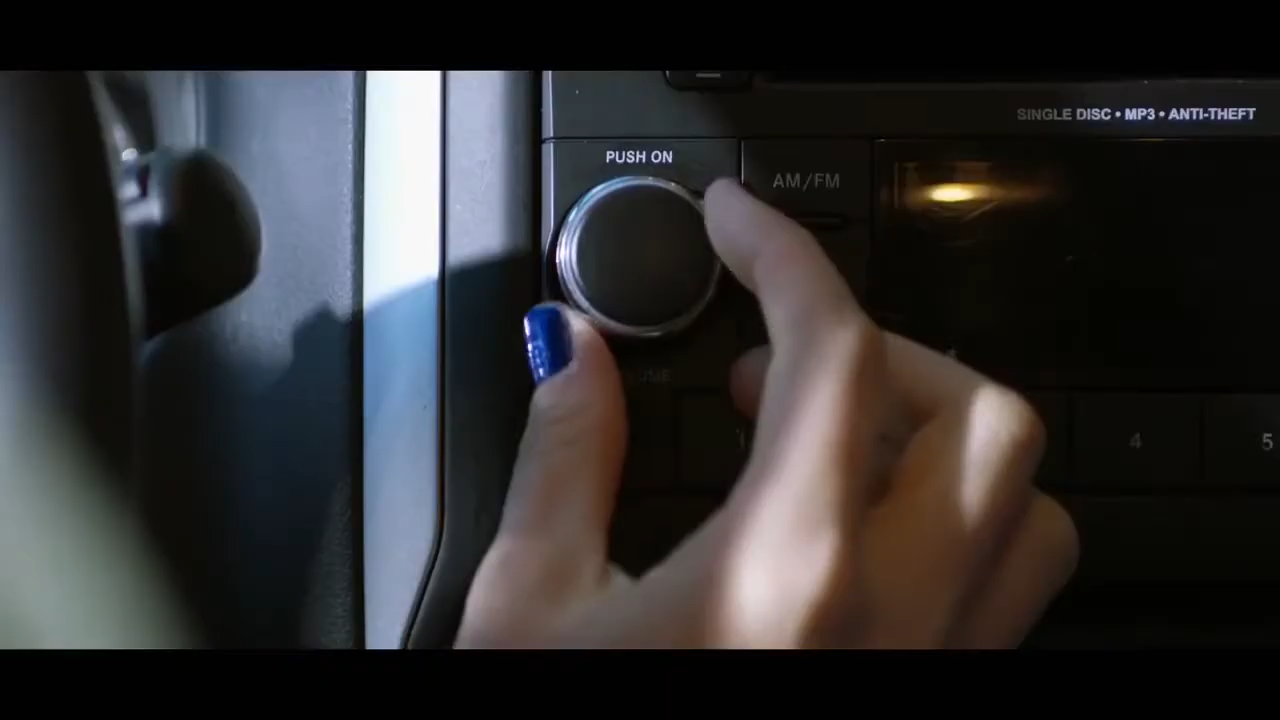 SINGLE DISC • MP3 • ANTI-THEFT
PUSH ON
AM/FM
4
5